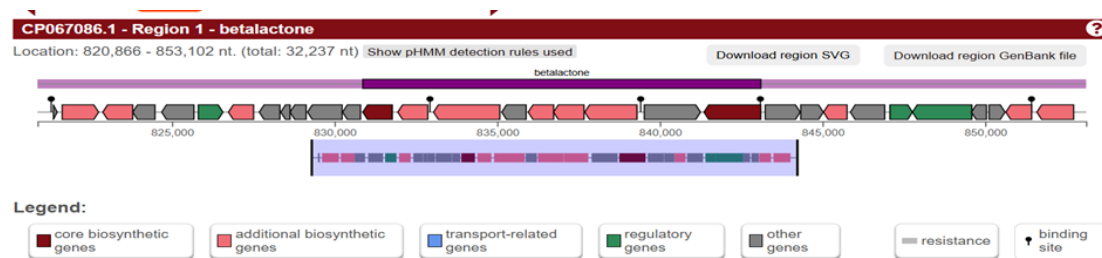 CP067086.1 - Region 1 - betalactone
?
Location: 820,866 - 853,102 nt. (total: 32,237 nt) Show pHMM detection rules used Download region SVG Download region GenBank file
betalactone
825,000 830,000 835,000 840,000 845,000 850,000
Legend:
core biosynthetic genes
additional biosynthetic genes
transport-related genes
regulatory genes
other genes
resistance
binding site